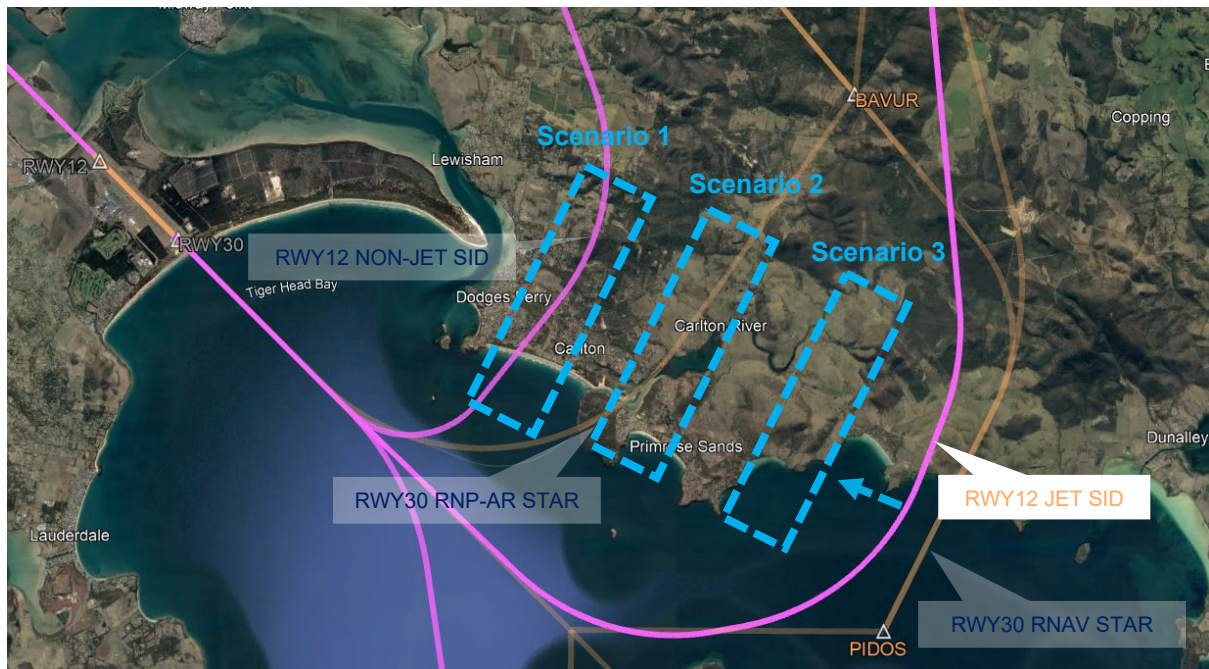 Midway Point
BAVUR
Copping
Scenario 1
Lewisham
RWY12
Scenario 2
RWY30
RWY12 NON-JET SID
Scenario 3
Tiger Head Bay
Dodges Ferry
Carlton River
Carlton
Primrose Sands
Dunalley
RWY30 RNP-AR STAR
RWY12 JET SID
Lauderdale
RWY30 RNAV STAR
PIDOS